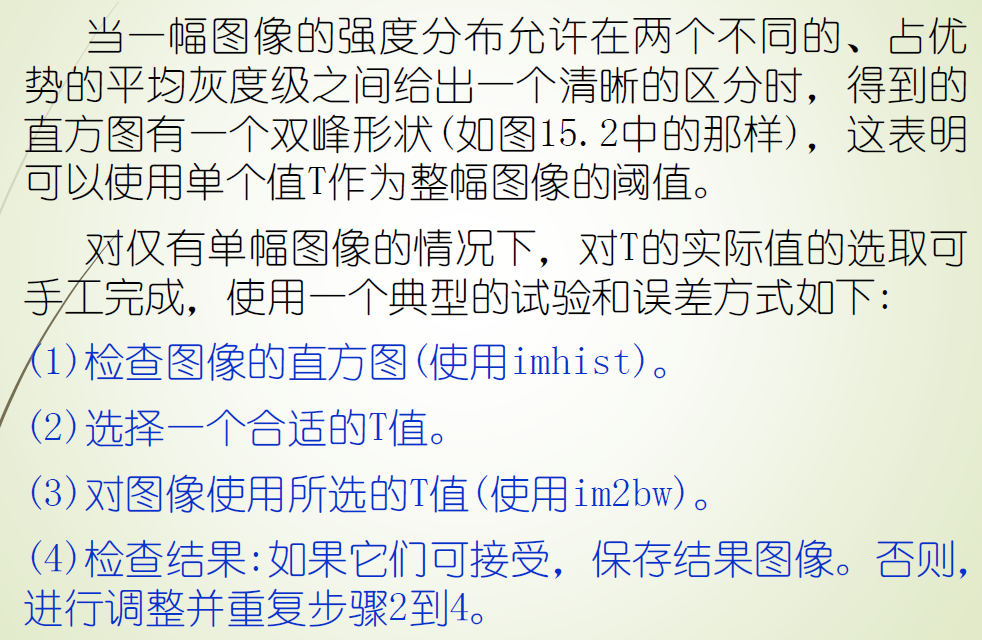 当一幅图像的强度分布允许在两个不同的、占优
势的平均灰度级之间给出一个清晰的区分时，得到的
直方图有一个双峰形状(如图15.2中的那样)，这表明
可以使用单个值T作为整幅图像的阈值。
对仅有单幅图像的情况下，对T的实际值的选取可
手工完成，使用一个典型的试验和误差方式如下：
(1)检查图像的直方图(使用imhist)。
(2)选择一个合适的T值。
(3)对图像使用所选的T值(使用im2bw)。
(4)检查结果:如果它们可接受，保存结果图像。否则，
进行调整并重复步骤2到4。